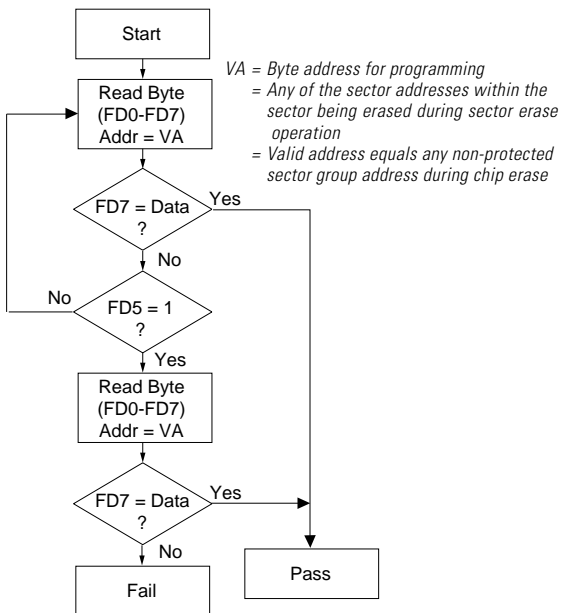 Start
VA = Byte address for programming
= Any of the sector addresses within the
sector being erased during sector erase
operation
= Valid address equals any non-protected
sector group address during chip erase
Read Byte
(FD0-FD7)
Addr = VA
FD7 = Data
?
Yes
No
No
FD5 = 1
?
Yes
Read Byte
(FD0-FD7)
Addr = VA
FD7 = Data
?
Yes
No
Fail
Pass